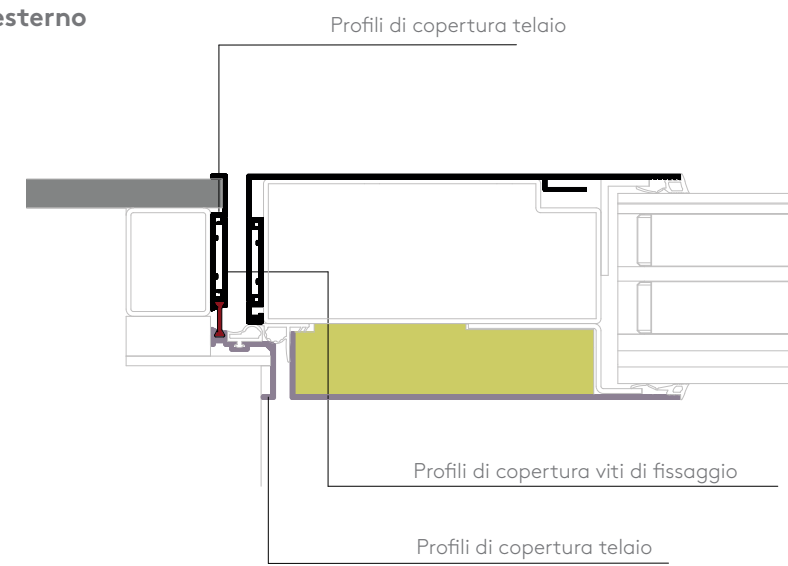 esterno
Profili di copertura telaio
Profili di copertura viti di fissaggio
Profili di copertura telaio